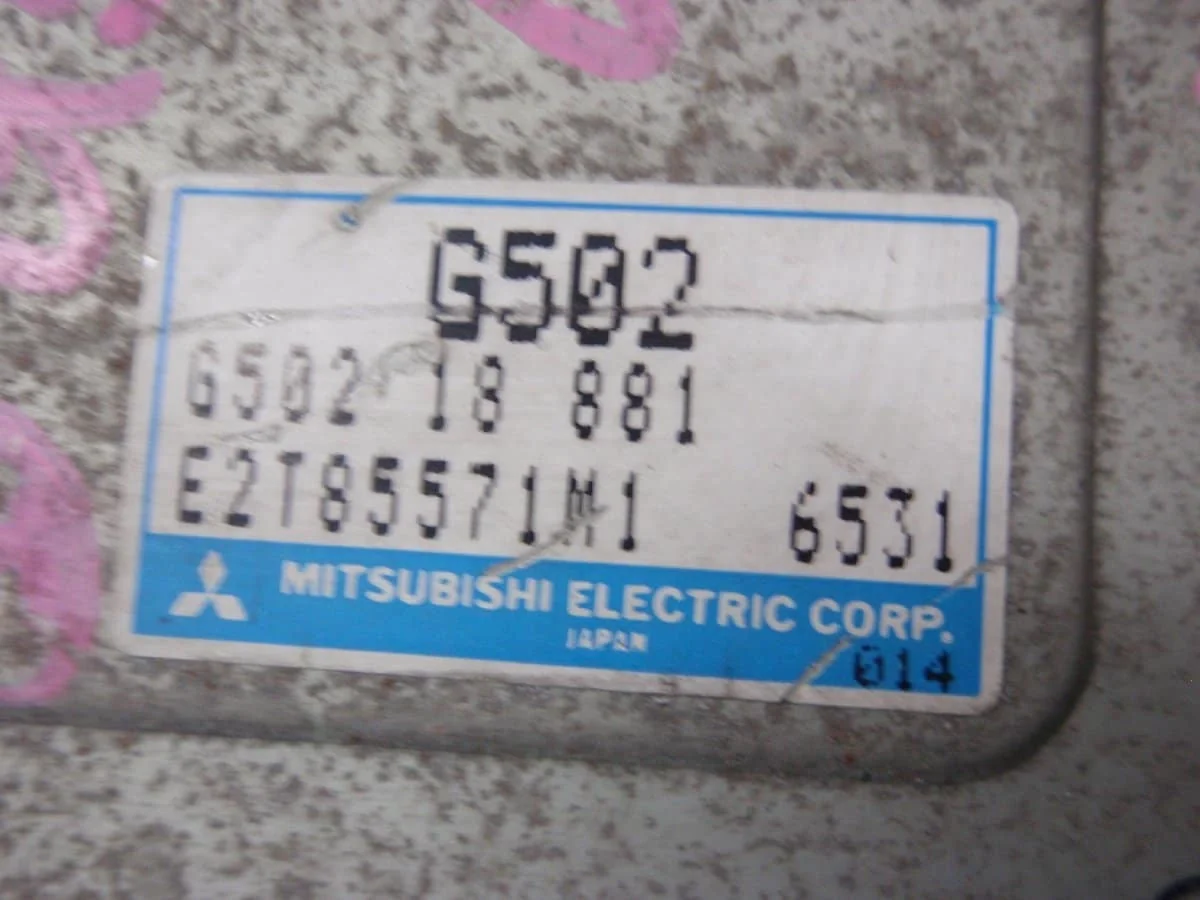 G502
G502 18 881
E2T85571M1 6531
MITSUBISHI ELECTRIC CORP.
JAPAN
014